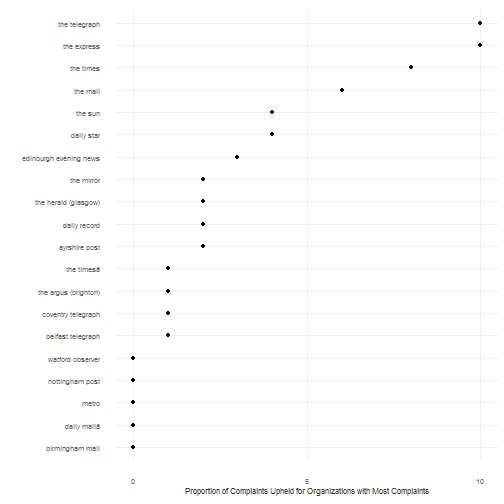 the telegraph
the express
the times
the mail
the sun
daily star
edinburgh evening news
the mirror
the herald (glasgow)
daily record
ayrshire post
the timesâ
the argus (brighton)
coventry telegraph
belfast telegraph
watford observer
nottingham post
metro
daily mailâ
birmingham mail
0 5 10
Proportion of Complaints Upheld for Organizations with Most Complaints